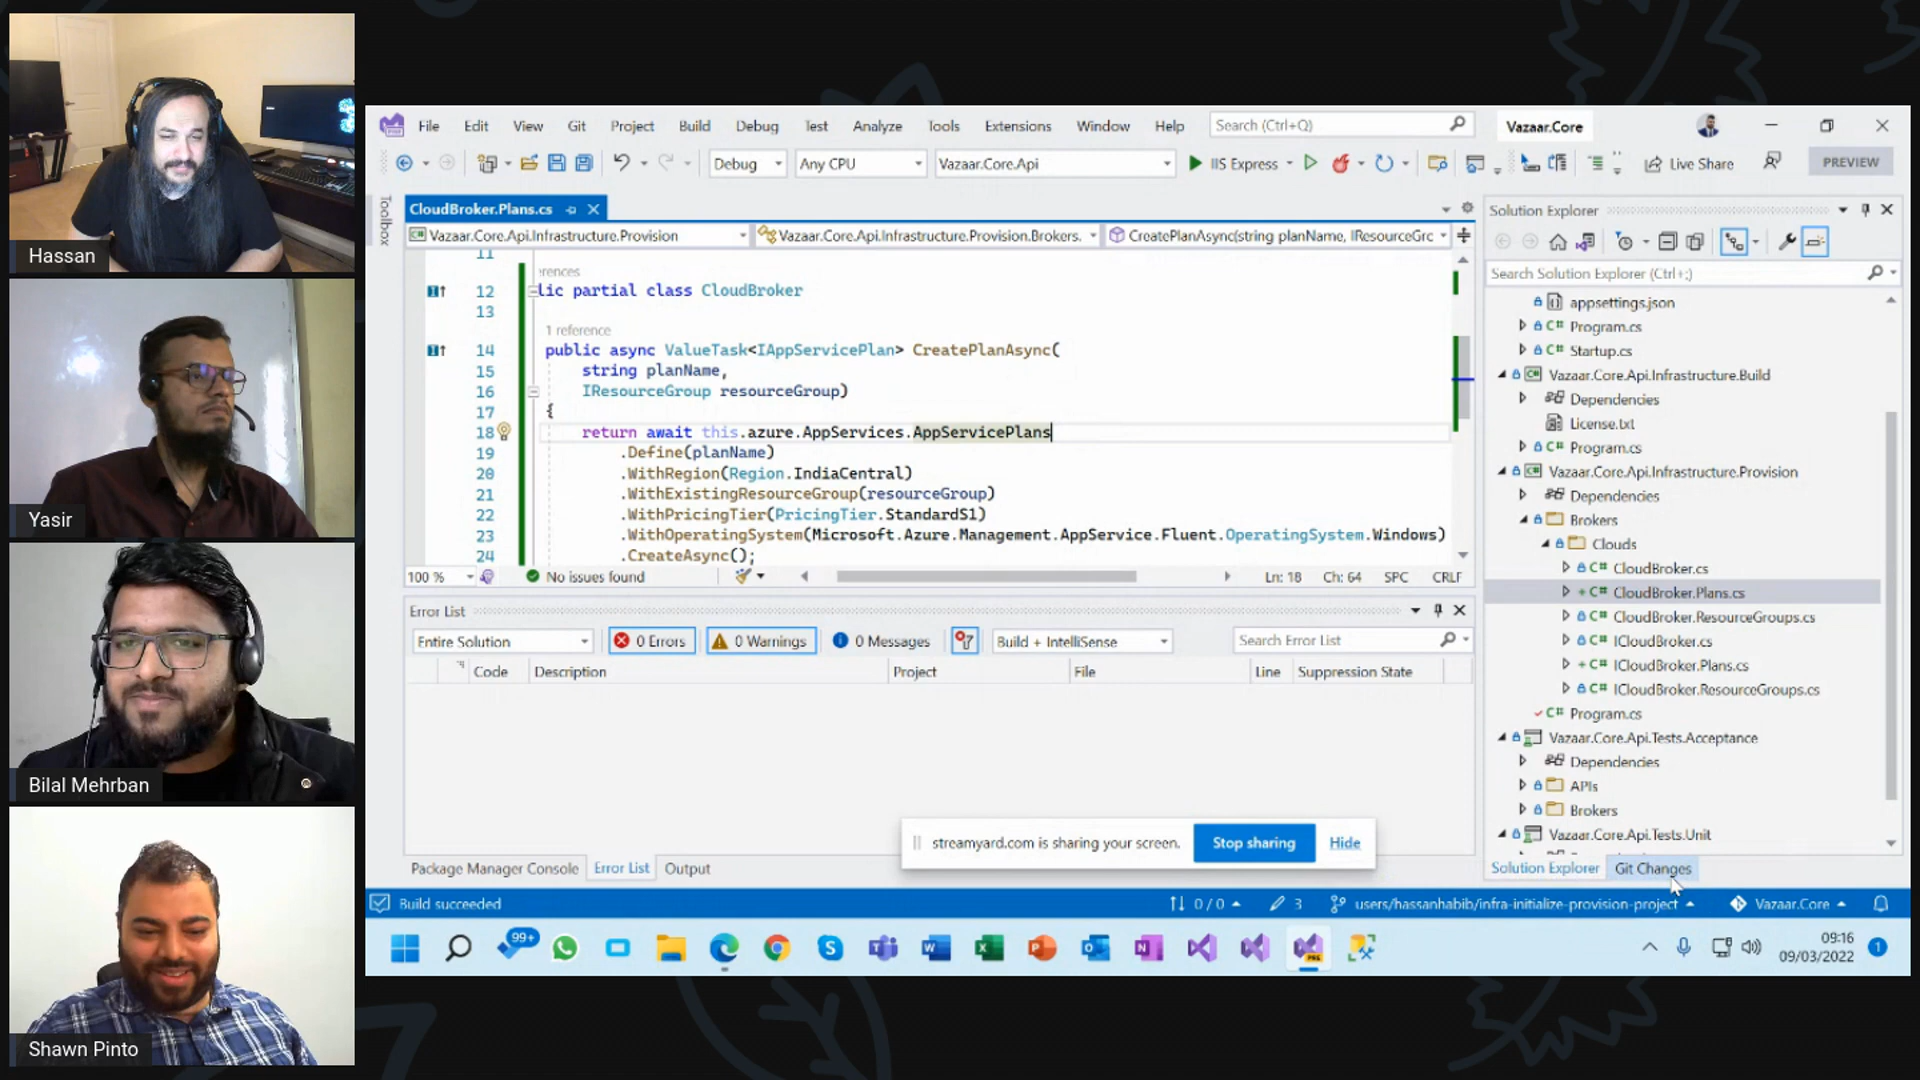 Hassan
Yasir
Bilal Mehrban
Shawn Pinto
File Edit View Git Project Build Debug Test Analyze Tools Extensions Window Help Search (Ctrl+Q) Vazaar.Core
Debug Any CPU Vazaar.Core.Api IIS Express Live Share PREVIEW
Toolbox
CloudBroker.Plans.cs
Vazaar.Core.Api.Infrastructure.Provision Vazaar.Core.Api.Infrastructure.Provision.Brokers. CreatePlanAsync(string planName, IResourceGrc
11
erences
12 lic partial class CloudBroker
13
1 reference
14 public async ValueTask<IAppServicePlan> CreatePlanAsync(
15 string planName,
16 IResourceGroup resourceGroup)
17 {
18 return await this.azure.AppServices.AppServicePlans
19 .Define(planName)
20 .WithRegion(Region.IndiaCentral)
21 .WithExistingResourceGroup(resourceGroup)
22 .WithPricingTier(PricingTier.StandardS1)
23 .WithOperatingSystem(Microsoft.Azure.Management.AppService.Fluent.OperatingSystem.Windows)
24 .CreateAsync();
100 % No issues found Ln: 18 Ch: 64 SPC CRLF
Error List
Entire Solution 0 Errors 0 Warnings 0 Messages Build + IntelliSense Search Error List
Code Description Project File Line Suppression State
Package Manager Console Error List Output
streamyard.com is sharing your screen. Stop sharing Hide
Solution Explorer
Search Solution Explorer (Ctrl+;)
appsettings.json
C# Program.cs
C# Startup.cs
Vazaar.Core.Api.Infrastructure.Build
Dependencies
License.txt
C# Program.cs
Vazaar.Core.Api.Infrastructure.Provision
Dependencies
Brokers
Clouds
C# CloudBroker.cs
+ C# CloudBroker.Plans.cs
C# CloudBroker.ResourceGroups.cs
C# ICloudBroker.cs
+ C# ICloudBroker.Plans.cs
C# ICloudBroker.ResourceGroups.cs
C# Program.cs
Vazaar.Core.Api.Tests.Acceptance
Dependencies
APIs
Brokers
Vazaar.Core.Api.Tests.Unit
Solution Explorer Git Changes
Build succeeded 0 / 0 3 users/hassanhabib/infra-initialize-provision-project Vazaar.Core
99+
09:16
09/03/2022
1